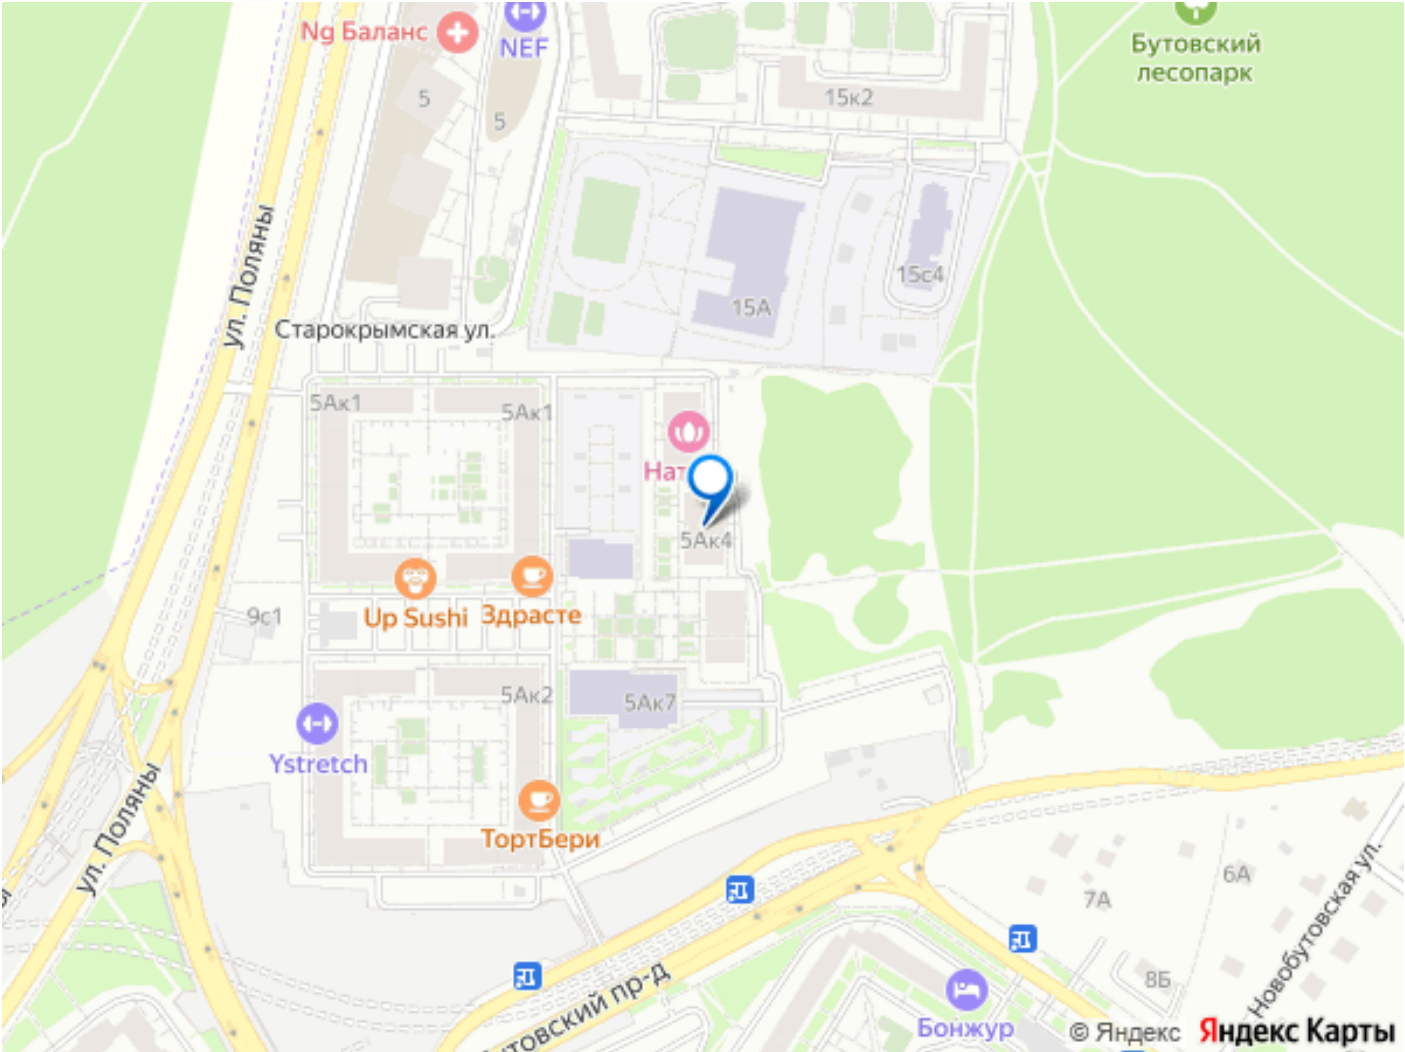 Ng Баланс
NEF
Бутовский
лесопарк
5
5
15к2
ул. Поляны
15с4
15А
Старокрымская ул.
5Ак1
5Ак1
5Ак4
9с1
Up Sushi
Здрасте
5Ак2
5Ак7
Ystretch
ТортБери
ул. Поляны
6А
7А
8Б
Новобутовская ул.
пр-д
Бонжур
© Яндекс
Яндекс Карты